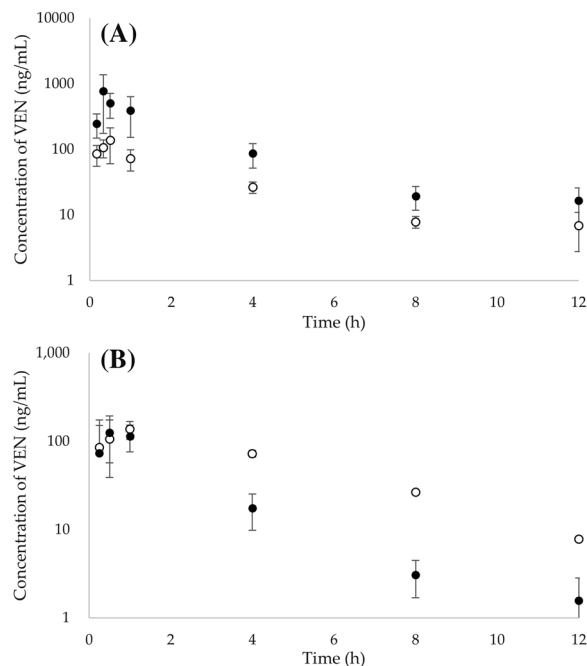 (A)
Concentration of VEN (ng/mL)
10000
1000
100
10
1
0 2 4 6 8 10 12
Time (h)
(B)
Concentration of VEN (ng/mL)
1,000
100
10
1
0 2 4 6 8 10 12
Time (h)